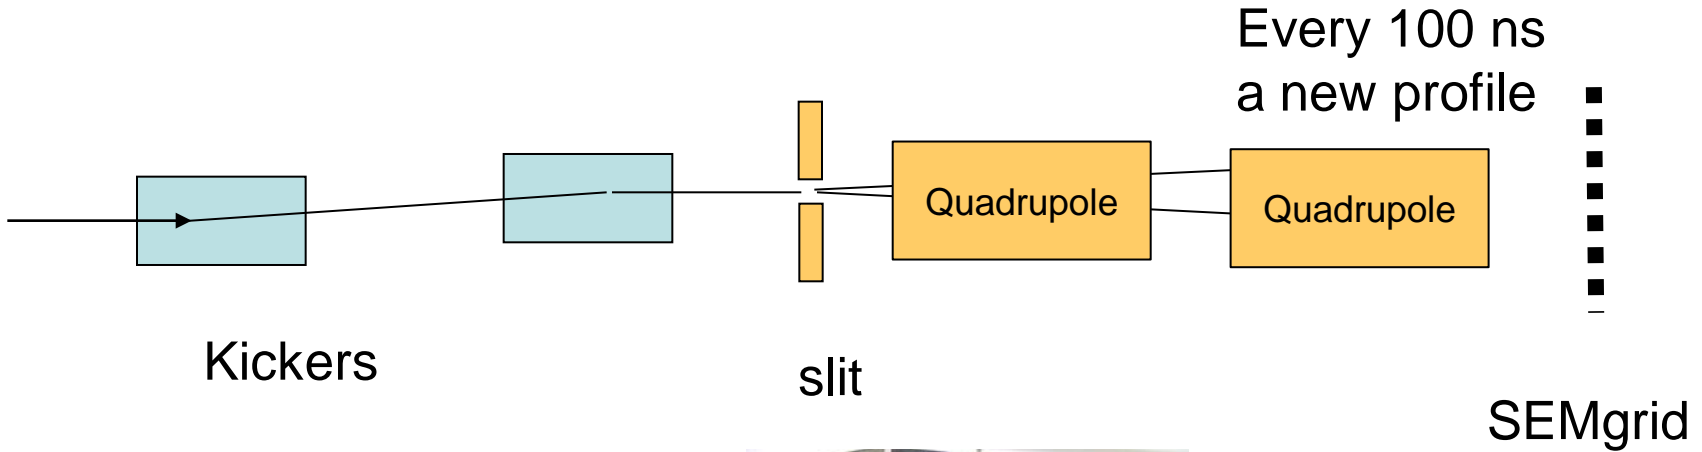 Every 100 ns
a new profile
Quadrupole
Quadrupole
Kickers
slit
SEMgrid